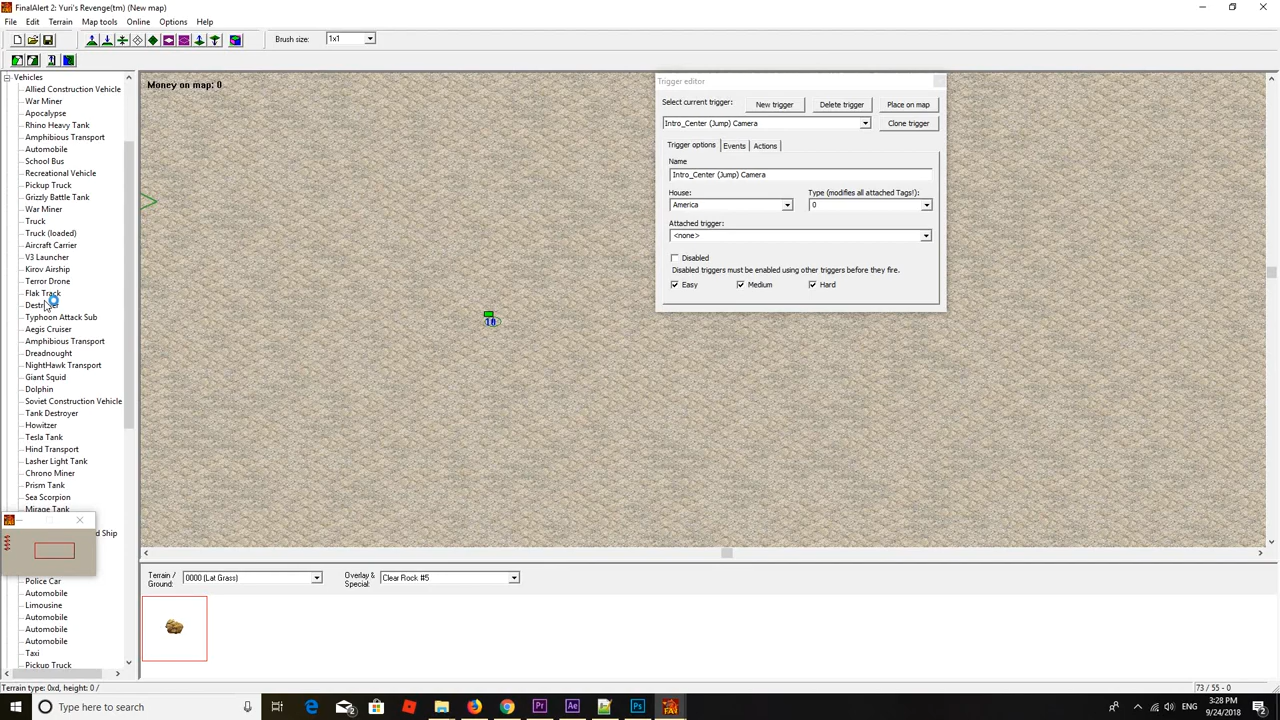 FinalAlert 2: Yuri's Revenge(tm) (New map)
File Edit Terrain Map tools Online Options Help
Brush size: 1x1
Vehicles
Allied Construction Vehicle
War Miner
Apocalypse
Rhino Heavy Tank
Amphibious Transport
Automobile
School Bus
Recreational Vehicle
Pickup Truck
Grizzly Battle Tank
War Miner
Truck
Truck (loaded)
Aircraft Carrier
V3 Launcher
Kirov Airship
Terror Drone
Flak Track
Typhoon Attack Sub
Aegis Cruiser
Amphibious Transport
Dreadnought
NightHawk Transport
Giant Squid
Dolphin
Soviet Construction Vehicle
Tank Destroyer
Howitzer
Tesla Tank
Hind Transport
Lasher Light Tank
Chrono Miner
Prism Tank
Sea Scorpion
Mirage Tank
d Ship
Police Car
Automobile
Limousine
Automobile
Automobile
Automobile
Taxi
Pickup Truck
Money on map: 0
Trigger editor
Select current trigger: New trigger Delete trigger Place on map
Intro_Center (Jump) Camera Clone trigger
Trigger options Events Actions
Name
Intro_Center (Jump) Camera
House: Type (modifies all attached Tags!):
America 0
Attached trigger:
<none>
Disabled
Disabled triggers must be enabled using other triggers before they fire.
Easy Medium Hard
Terrain / Ground: 0000 (Lat Grass) Overlay & Special: Clear Rock #5
Terrain type: 0xd, height: 0 / 73 / 55 - 0
Type here to search
ENG 3:28 PM
9/24/2018